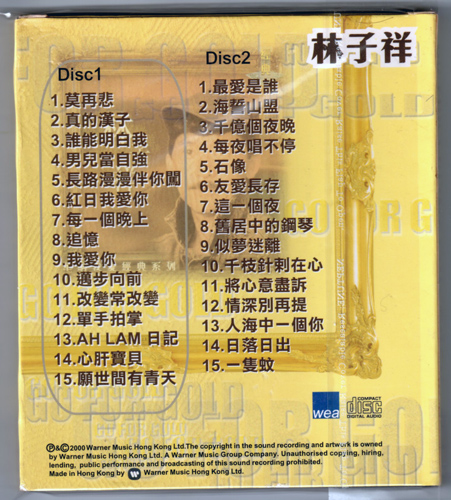 林子祥
Disc1
1.莫再悲
2.真的漢子
3.誰能明白我
4.男兒當自強
5.長路漫漫伴你闖
6.紅日我愛你
7.每一個晚上
8.追憶
9.我愛你
10.邁步向前
11.改變常改變
12.單手拍掌
13.AH LAM 日記
14.心肝寶貝
15.願世間有青天
Disc2
1.最愛是誰
2.海誓山盟
3.千億個夜晚
4.每夜唱不停
5.石像
6.友愛長存
7.這一個夜
8.舊居中的鋼琴
9.似夢迷離
10.千枝針刺在心
11.將心意盡訴
12.情深別再提
13.人海中一個你
14.日落日出
15.一隻蚊
經典系列
wea
COMPACT
DISC
DIGITAL AUDIO
Ⓟ&© 2000 Warner Music Hong Kong Ltd.The copyright in the sound recording and artwork is owned
by Warner Music Hong Kong Ltd. A Warner Music Group Company. Unauthorised copying, hiring,
lending, public performance and broadcasting of this sound recording prohibited.
Made in Hong Kong by Warner Music Hong Kong Ltd.